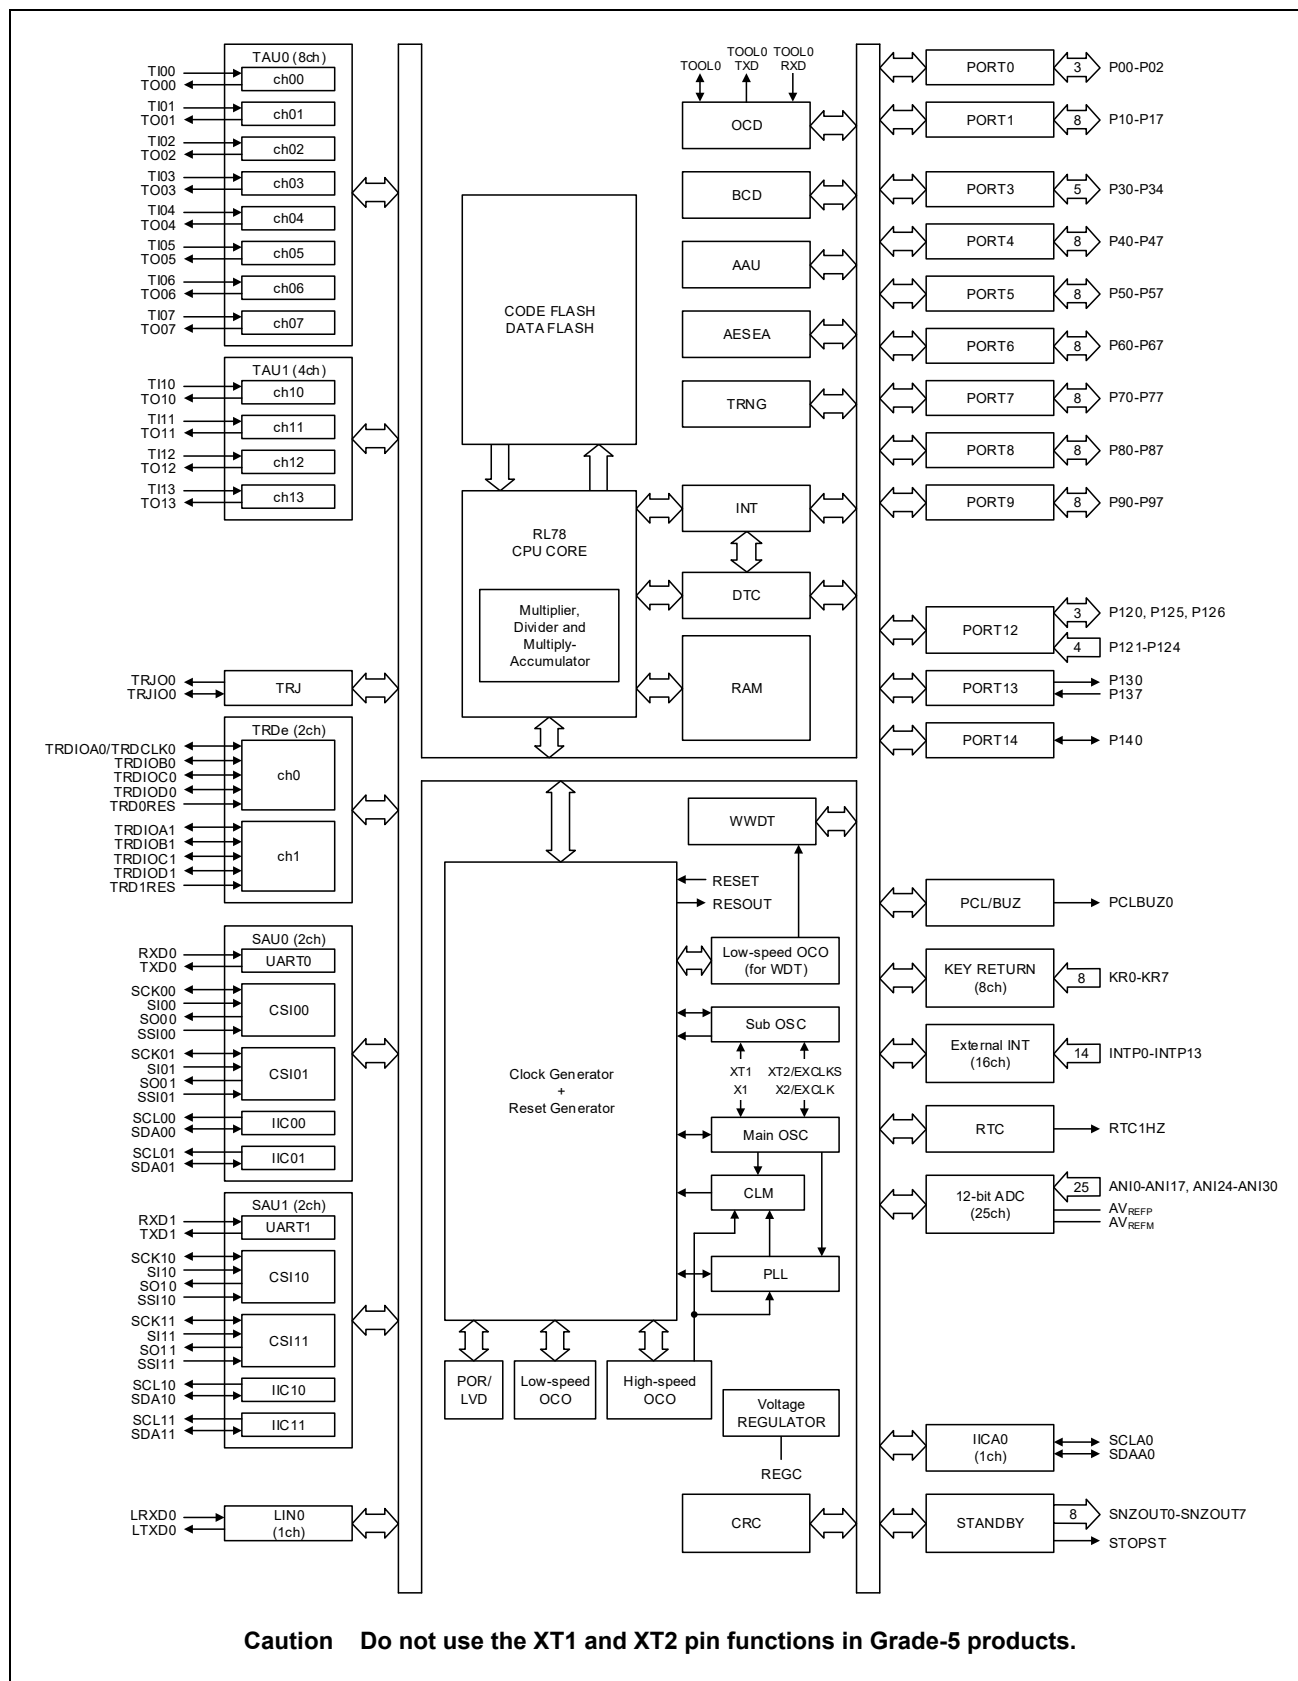 TAU0 (8ch)
TI00
TO00
ch00
TI01
TO01
ch01
TI02
TO02
ch02
TI03
TO03
ch03
TI04
TO04
ch04
TI05
TO05
ch05
TI06
TO06
ch06
TI07
TO07
ch07
TAU1 (4ch)
TI10
TO10
ch10
TI11
TO11
ch11
TI12
TO12
ch12
TI13
TO13
ch13
TRJO0
TRJIO0
TRJ
TRDe (2ch)
TRDIOA0/TRDCLK0
TRDIOB0
TRDIOC0
TRDIOD0
TRD0RES
ch0
TRDIOA1
TRDIOB1
TRDIOC1
TRDIOD1
TRD1RES
ch1
SAU0 (2ch)
RXD0
TXD0
UART0
SCK00
SI00
SO00
SSI00
CSI00
SCK01
SI01
SO01
SSI01
CSI01
SCL00
SDA00
IIC00
SCL01
SDA01
IIC01
SAU1 (2ch)
RXD1
TXD1
UART1
SCK10
SI10
SO10
SSI10
CSI10
SCK11
SI11
SO11
SSI11
CSI11
SCL10
SDA10
IIC10
SCL11
SDA11
IIC11
LRXD0
LTXD0
LIN0
(1ch)
CODE FLASH
DATA FLASH
RL78
CPU CORE
Multiplier,
Divider and
Multiply-
Accumulator
TOOL0
TOOL0
TXD
TOOL0
RXD
OCD
BCD
AAU
AESEA
TRNG
INT
DTC
RAM
WWDT
RESET
RESOUT
Low-speed OCO
(for WDT)
Sub OSC
XT1
XT2/EXCLKS
X1
X2/EXCLK
Main OSC
CLM
PLL
Clock Generator
+
Reset Generator
POR/
LVD
Low-speed
OCO
High-speed
OCO
Voltage
REGULATOR
REGC
CRC
PORT0
3
P00-P02
PORT1
8
P10-P17
PORT3
5
P30-P34
PORT4
8
P40-P47
PORT5
8
P50-P57
PORT6
8
P60-P67
PORT7
8
P70-P77
PORT8
8
P80-P87
PORT9
8
P90-P97
PORT12
3
P120, P125, P126
4
P121-P124
PORT13
P130
P137
PORT14
P140
PCL/BUZ
PCLBUZ0
KEY RETURN
(8ch)
8
KR0-KR7
External INT
(16ch)
14
INTP0-INTP13
RTC
RTC1HZ
12-bit ADC
(25ch)
25
ANI0-ANI17, ANI24-ANI30
AVREFP
AVREFM
IICA0
(1ch)
SCLA0
SDAA0
STANDBY
8
SNZOUT0-SNZOUT7
STOPST
Caution Do not use the XT1 and XT2 pin functions in Grade-5 products.